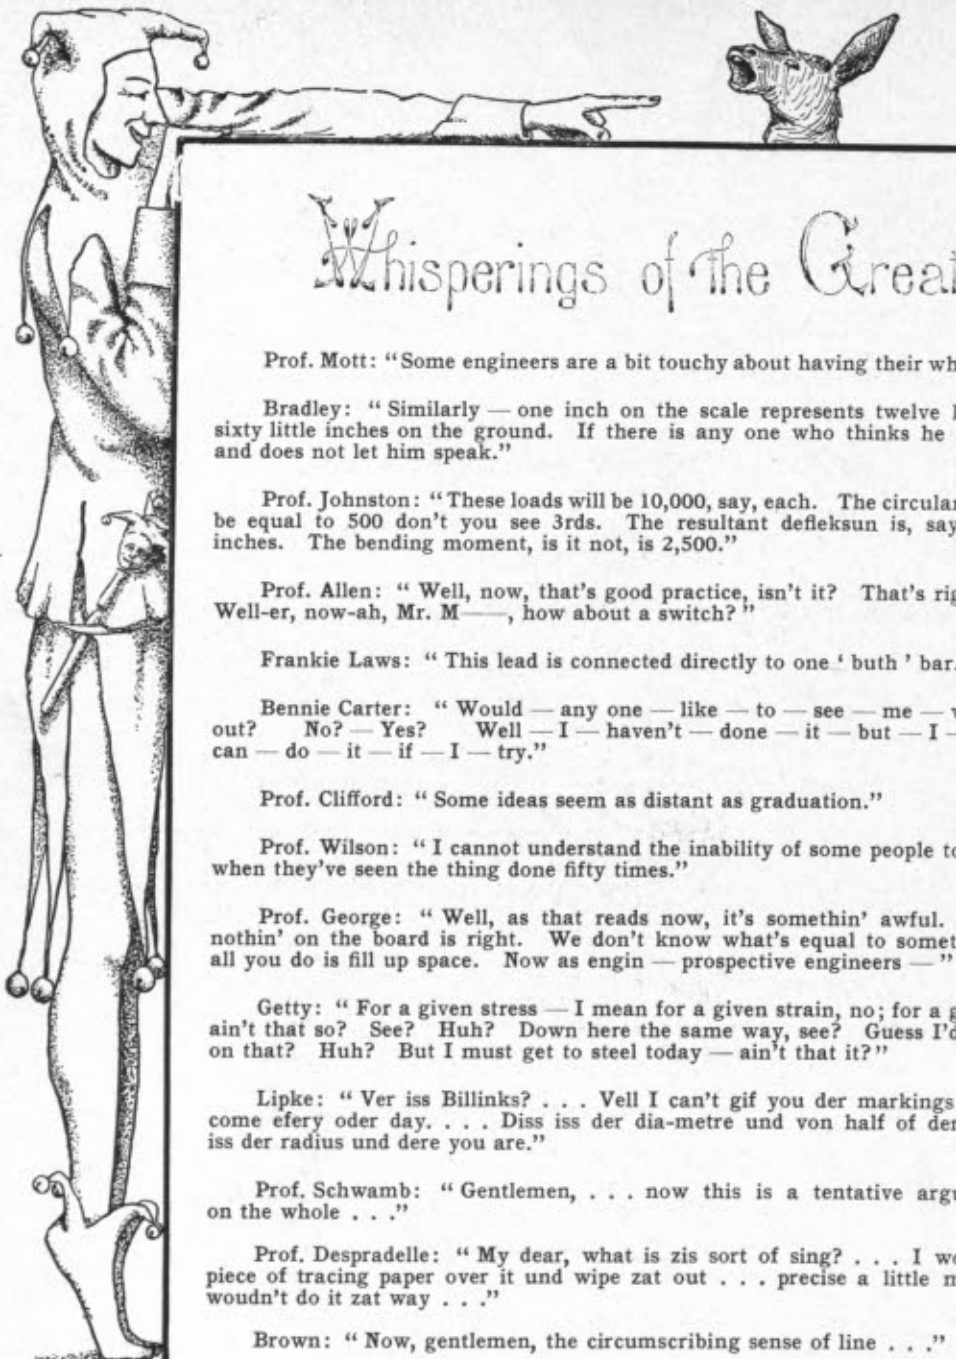 Whisperings of the Great
Prof. Mott: “Some engineers are a bit touchy about having their wh
Bradley: “ Similarly — one inch on the scale represents twelve
sixty little inches on the ground. If there is any one who thinks he
and does not let him speak.”
Prof. Johnston: “ These loads will be 10,000, say, each. The circular
be equal to 500 don't you see 3rds. The resultant defleksun is, say
inches. The bending moment, is it not, is 2,500.”
Prof. Allen: “ Well, now, that's good practice, isn't it? That's rig
Well-er, now-ah, Mr. M——, how about a switch? ”
Frankie Laws: “ This lead is connected directly to one ‘ buth ’ bar.
Bennie Carter: “ Would — any one — like — to — see — me —
out? No? — Yes? Well — I — haven't — done — it — but — I —
can — do — it — if — I — try.”
Prof. Clifford: “ Some ideas seem as distant as graduation.”
Prof. Wilson: “ I cannot understand the inability of some people to
when they've seen the thing done fifty times.”
Prof. George: “ Well, as that reads now, it's somethin' awful.
nothin' on the board is right. We don't know what's equal to somet
all you do is fill up space. Now as engin — prospective engineers — ”
Getty: “ For a given stress — I mean for a given strain, no; for a g
ain't that so? See? Huh? Down here the same way, see? Guess I'd
on that? Huh? But I must get to steel today — ain't that it? ”
Lipke: “ Ver iss Billinks? . . . Vell I can't gif you der markings
come efery oder day. . . . Diss iss der dia-metre und von half of der
iss der radius und dere you are.”
Prof. Schwamb: “ Gentlemen, . . . now this is a tentative argu
on the whole . . .”
Prof. Despradelle: “ My dear, what is zis sort of sing? . . . I wo
piece of tracing paper over it und wipe zat out . . . precise a little m
woudn't do it zat way . . .”
Brown: “ Now, gentlemen, the circumscribing sense of line . . .”